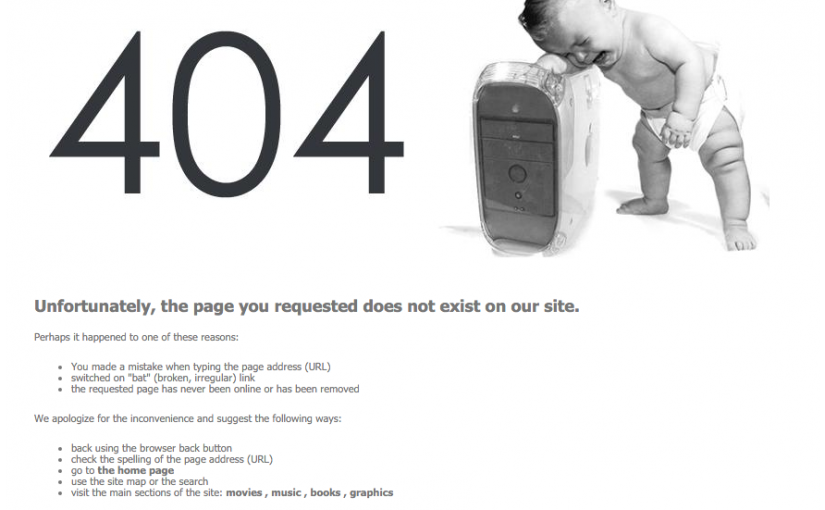 404
Unfortunately, the page you requested does not exist on our site.
Perhaps it happened to one of these reasons:
You made a mistake when typing the page address (URL)
switched on "bat" (broken, irregular) link
the requested page has never been online or has been removed
We apologize for the inconvenience and suggest the following ways:
back using the browser back button
check the spelling of the page address (URL)
go to the home page
use the site map or the search
visit the main sections of the site: movies , music , books , graphics